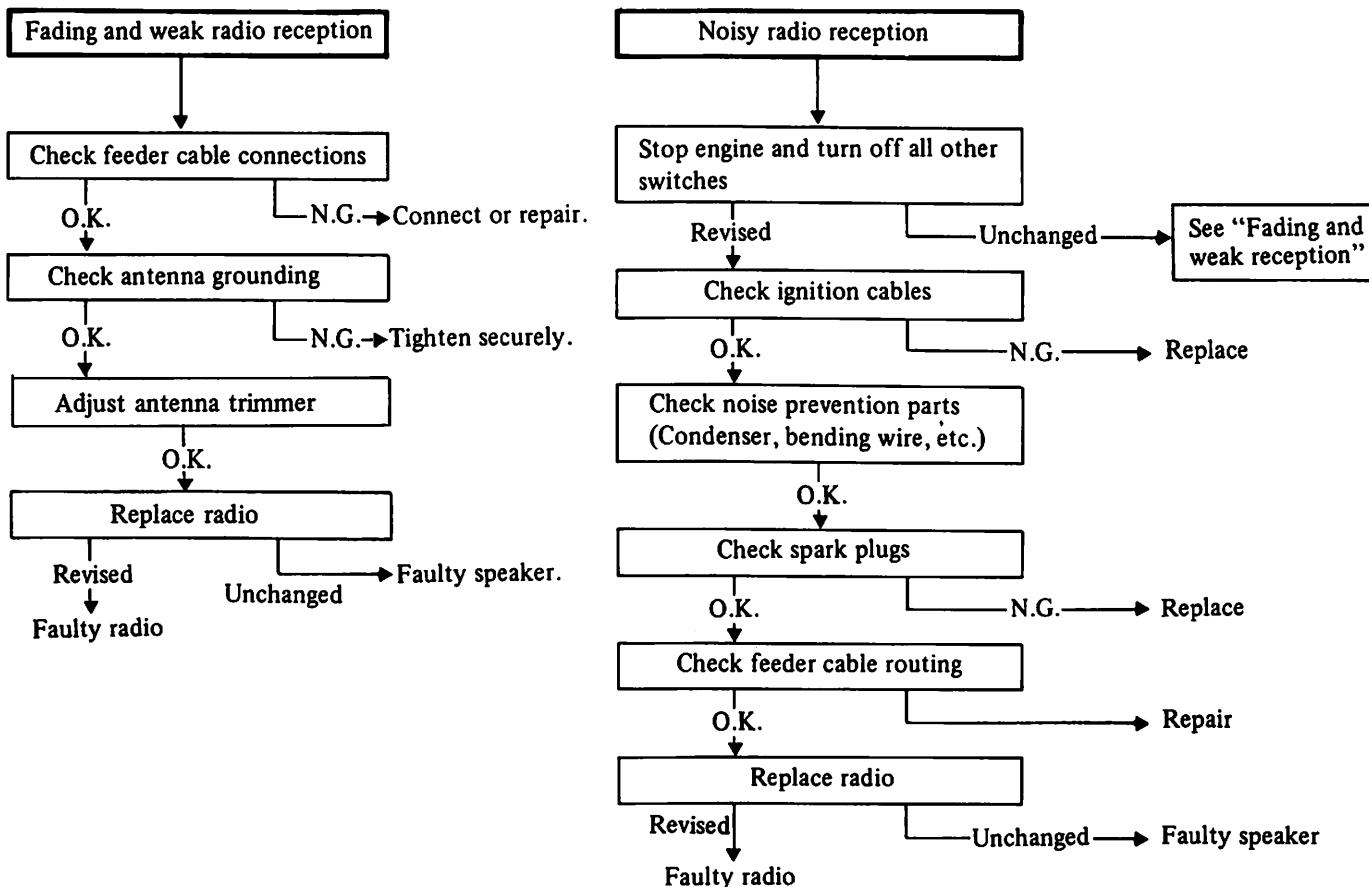 Fading and weak radio reception
Check feeder cable connections
O.K.
N.G.
Connect or repair.
Check antenna grounding
O.K.
N.G.
Tighten securely.
Adjust antenna trimmer
O.K.
Replace radio
Revised
Unchanged
Faulty speaker.
Faulty radio
Noisy radio reception
Stop engine and turn off all other
switches
Revised
Unchanged
See “Fading and
weak reception”
Check ignition cables
O.K.
N.G.
Replace
Check noise prevention parts
(Condenser, bending wire, etc.)
O.K.
Check spark plugs
O.K.
N.G.
Replace
Check feeder cable routing
O.K.
Repair
Replace radio
Revised
Unchanged
Faulty speaker
Faulty radio